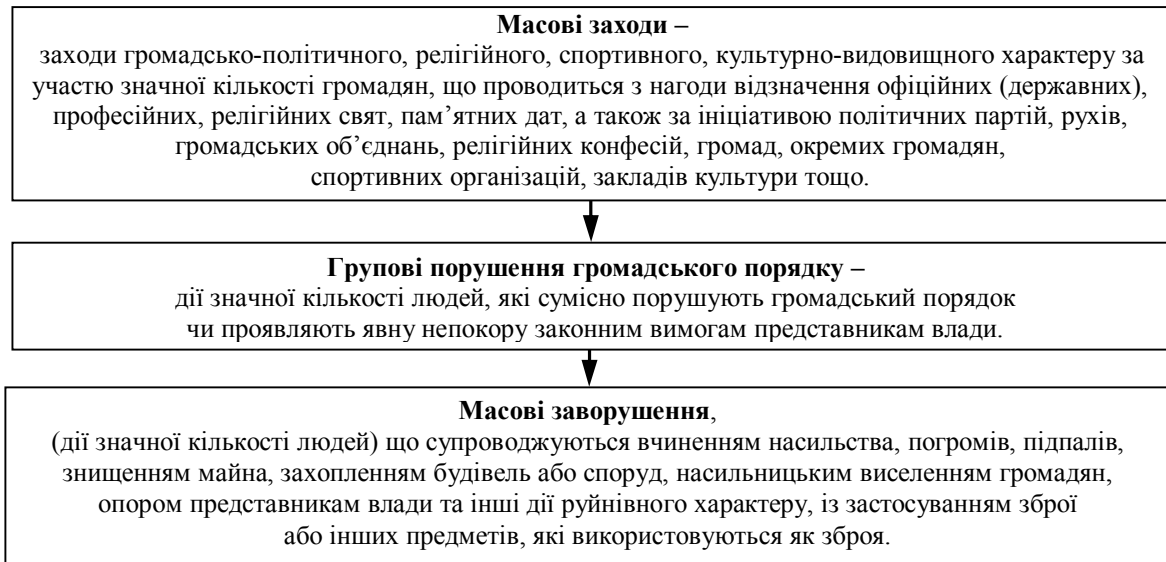 Масові заходи –
заходи громадсько-політичного, релігійного, спортивного, культурно-видовищного характеру за
участю значної кількості громадян, що проводиться з нагоди відзначення офіційних (державних),
професійних, релігійних свят, пам’ятних дат, а також за ініціативою політичних партій, рухів,
громадських об’єднань, релігійних конфесій, громад, окремих громадян,
спортивних організацій, закладів культури тощо.
Групові порушення громадського порядку –
дії значної кількості людей, які сумісно порушують громадський порядок
чи проявляють явну непокору законним вимогам представникам влади.
Масові заворушення,
(дії значної кількості людей) що супроводжуються вчиненням насильства, погромів, підпалів,
знищенням майна, захопленням будівель або споруд, насильницьким виселенням громадян,
опором представникам влади та інші дії руйнівного характеру, із застосуванням зброї
або інших предметів, які використовуються як зброя.